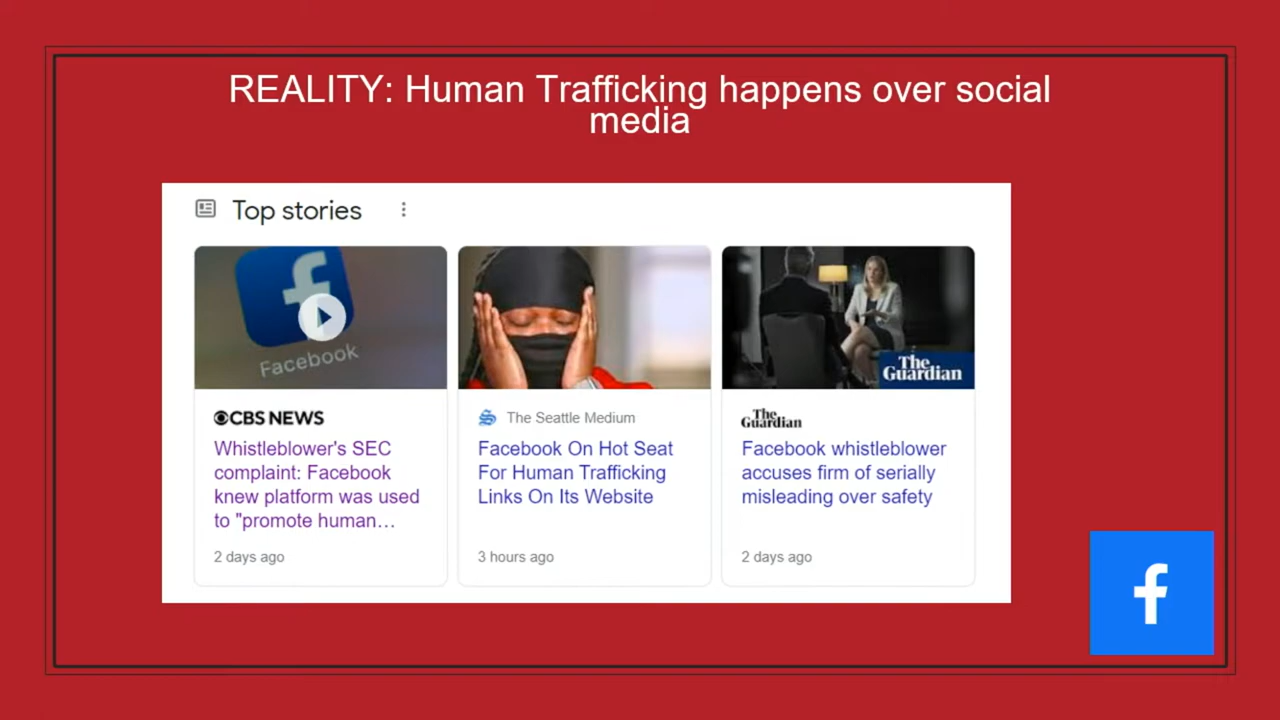 REALITY: Human Trafficking happens over social
media
Top stories
Facebook
The
Guardian
CBS NEWS
The Seattle Medium
The
Guardian
Whistleblower's SEC
complaint: Facebook
knew platform was used
to "promote human…
Facebook On Hot Seat
For Human Trafficking
Links On Its Website
Facebook whistleblower
accuses firm of serially
misleading over safety
2 days ago
3 hours ago
2 days ago